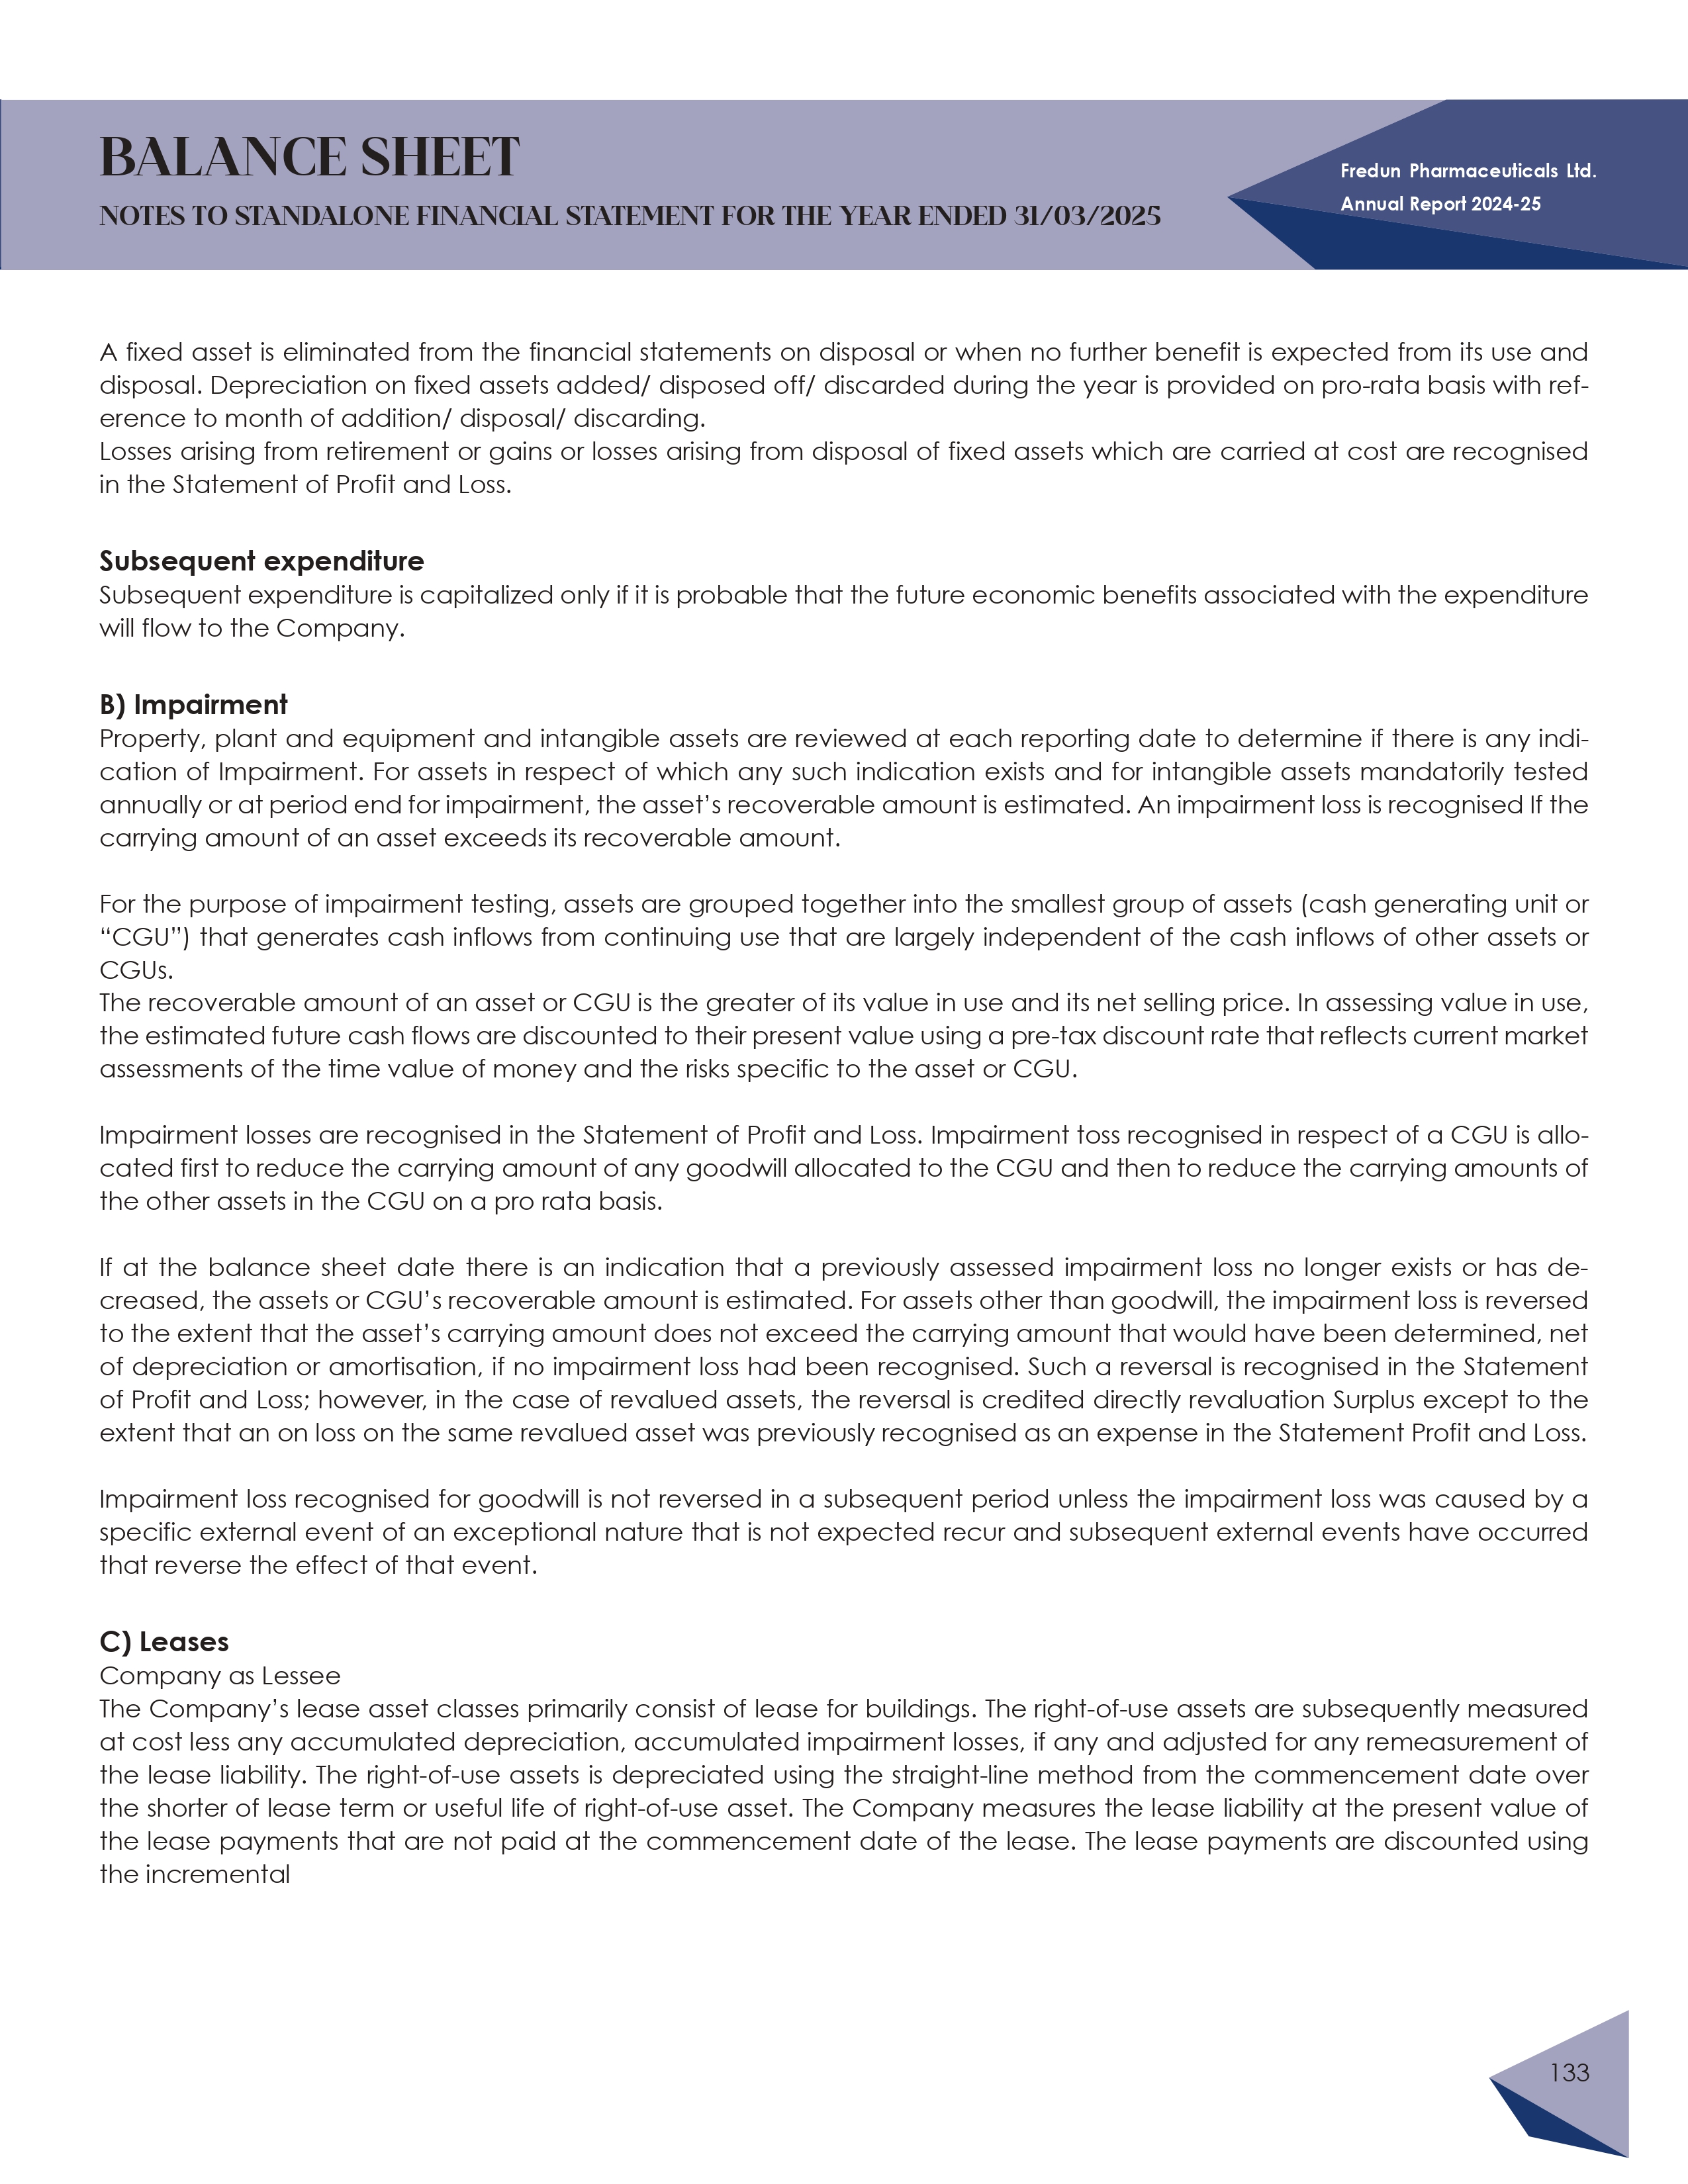 BALANCE SHEET
NOTES TO STANDALONE FINANCIAL STATEMENT FOR THE YEAR ENDED 31/03/2025
Fredun Pharmaceuticals Ltd.
Annual Report 2024-25
A fixed asset is eliminated from the financial statements on disposal or when no further benefit is expected from its use and
disposal. Depreciation on fixed assets added/ disposed off/ discarded during the year is provided on pro-rata basis with ref-
erence to month of addition/ disposal/ discarding.
Losses arising from retirement or gains or losses arising from disposal of fixed assets which are carried at cost are recognised
in the Statement of Profit and Loss.
Subsequent expenditure
Subsequent expenditure is capitalized only if it is probable that the future economic benefits associated with the expenditure
will flow to the Company.
B) Impairment
Property, plant and equipment and intangible assets are reviewed at each reporting date to determine if there is any indi-
cation of Impairment. For assets in respect of which any such indication exists and for intangible assets mandatorily tested
annually or at period end for impairment, the asset’s recoverable amount is estimated. An impairment loss is recognised If the
carrying amount of an asset exceeds its recoverable amount.
For the purpose of impairment testing, assets are grouped together into the smallest group of assets (cash generating unit or
“CGU”) that generates cash inflows from continuing use that are largely independent of the cash inflows of other assets or
CGUs.
The recoverable amount of an asset or CGU is the greater of its value in use and its net selling price. In assessing value in use,
the estimated future cash flows are discounted to their present value using a pre-tax discount rate that reflects current market
assessments of the time value of money and the risks specific to the asset or CGU.
Impairment losses are recognised in the Statement of Profit and Loss. Impairment toss recognised in respect of a CGU is allo-
cated first to reduce the carrying amount of any goodwill allocated to the CGU and then to reduce the carrying amounts of
the other assets in the CGU on a pro rata basis.
If at the balance sheet date there is an indication that a previously assessed impairment loss no longer exists or has de-
creased, the assets or CGU’s recoverable amount is estimated. For assets other than goodwill, the impairment loss is reversed
to the extent that the asset’s carrying amount does not exceed the carrying amount that would have been determined, net
of depreciation or amortisation, if no impairment loss had been recognised. Such a reversal is recognised in the Statement
of Profit and Loss; however, in the case of revalued assets, the reversal is credited directly revaluation Surplus except to the
extent that an on loss on the same revalued asset was previously recognised as an expense in the Statement Profit and Loss.
Impairment loss recognised for goodwill is not reversed in a subsequent period unless the impairment loss was caused by a
specific external event of an exceptional nature that is not expected recur and subsequent external events have occurred
that reverse the effect of that event.
C) Leases
Company as Lessee
The Company’s lease asset classes primarily consist of lease for buildings. The right-of-use assets are subsequently measured
at cost less any accumulated depreciation, accumulated impairment losses, if any and adjusted for any remeasurement of
the lease liability. The right-of-use assets is depreciated using the straight-line method from the commencement date over
the shorter of lease term or useful life of right-of-use asset. The Company measures the lease liability at the present value of
the lease payments that are not paid at the commencement date of the lease. The lease payments are discounted using
the incremental
133